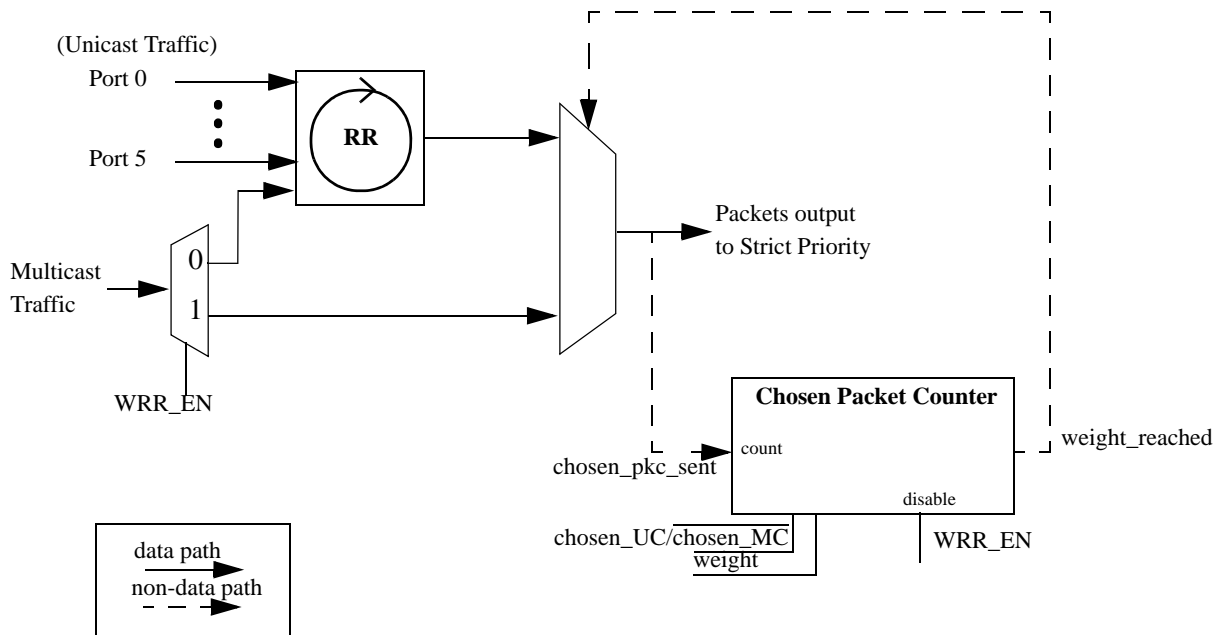 (Unicast Traffic)
Port 0
RR
Port 5
Packets output
to Strict Priority
0
Multicast
Traffic
1
WRR_EN
Chosen Packet Counter
weight_reached
count
chosen_pkc_sent
disable
chosen_UC/chosen_MC
WRR_EN
weight
data path
non-data path